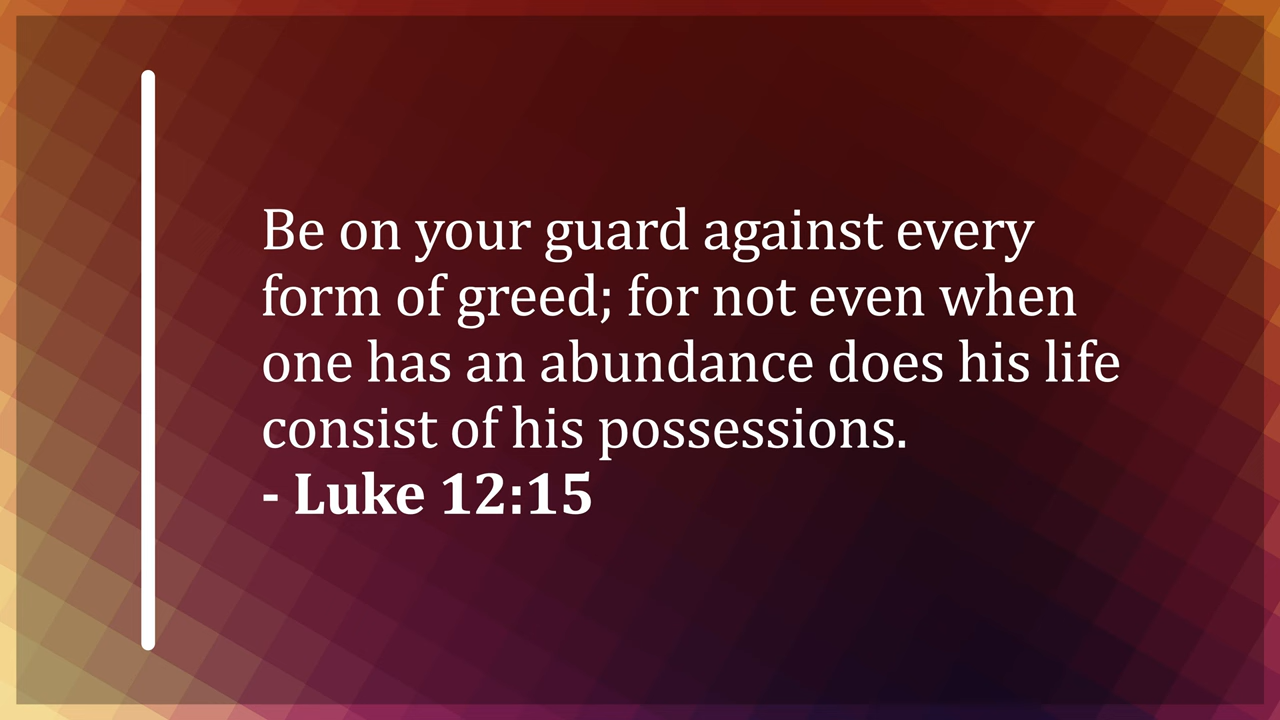 Be on your guard against every
form of greed; for not even when
one has an abundance does his life
consist of his possessions.
- Luke 12:15